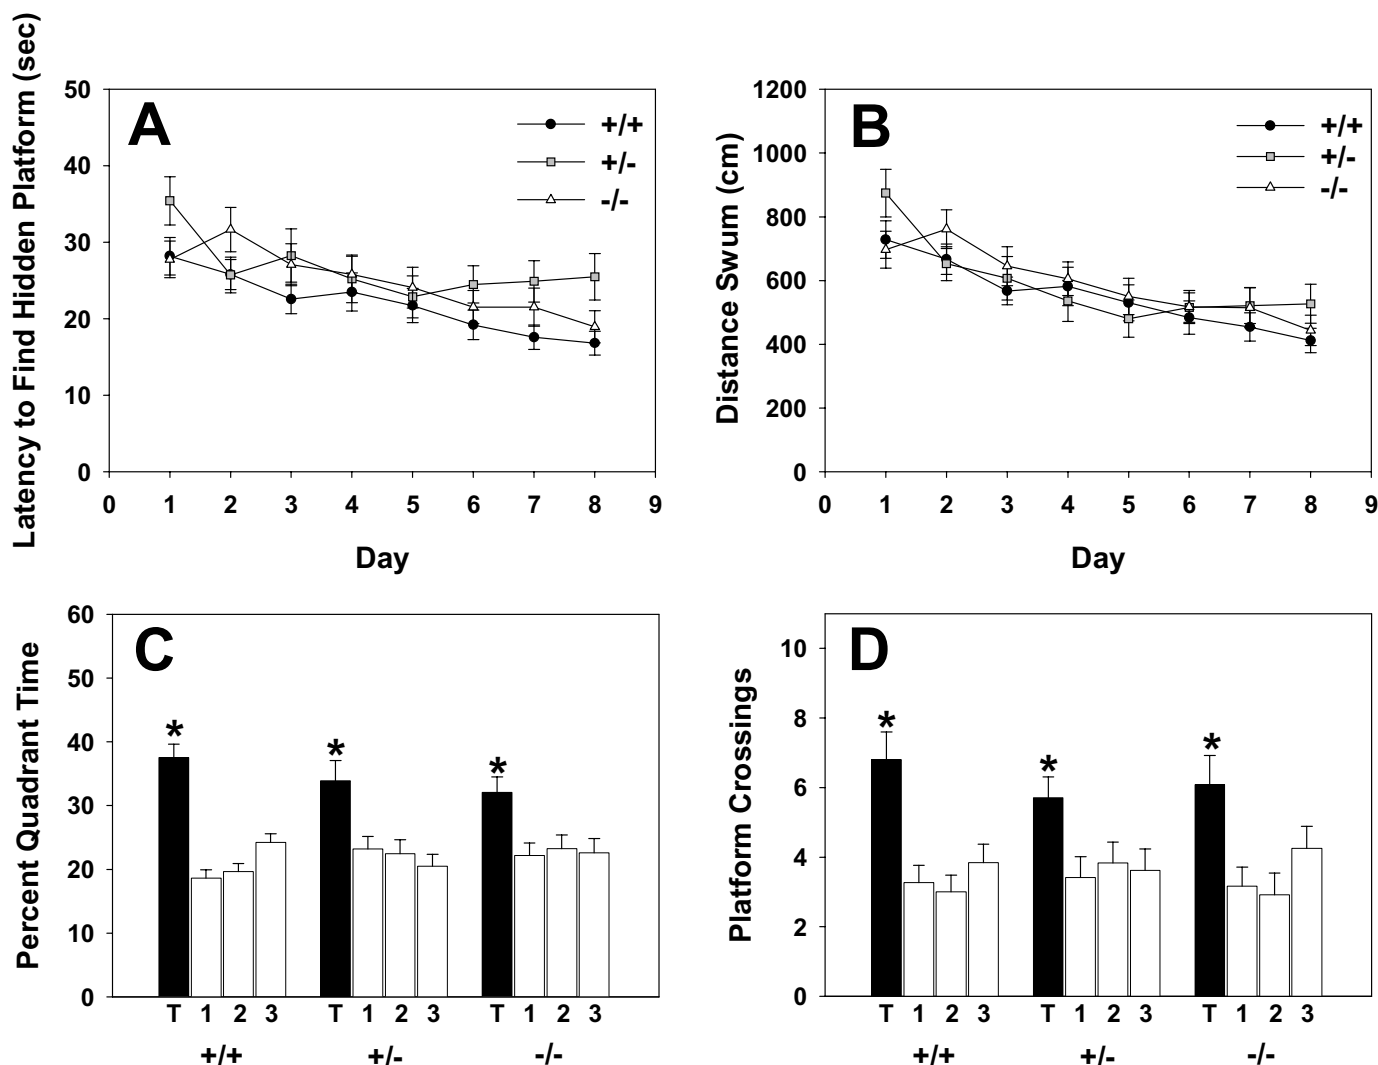 Latency to Find Hidden Platform (sec)
50
40
30
20
10
0
A
+/+
+/-
-/-
0 1 2 3 4 5 6 7 8 9
Day
Distance Swum (cm)
1200
1000
800
600
400
200
0
B
+/+
+/-
-/-
0 1 2 3 4 5 6 7 8 9
Day
Percent Quadrant Time
60
50
40
30
20
10
0
C
* * *
T 1 2 3 T 1 2 3 T 1 2 3
+/+ +/- -/-
Platform Crossings
10
8
6
4
2
0
D
* * *
T 1 2 3 T 1 2 3 T 1 2 3
+/+ +/- -/-